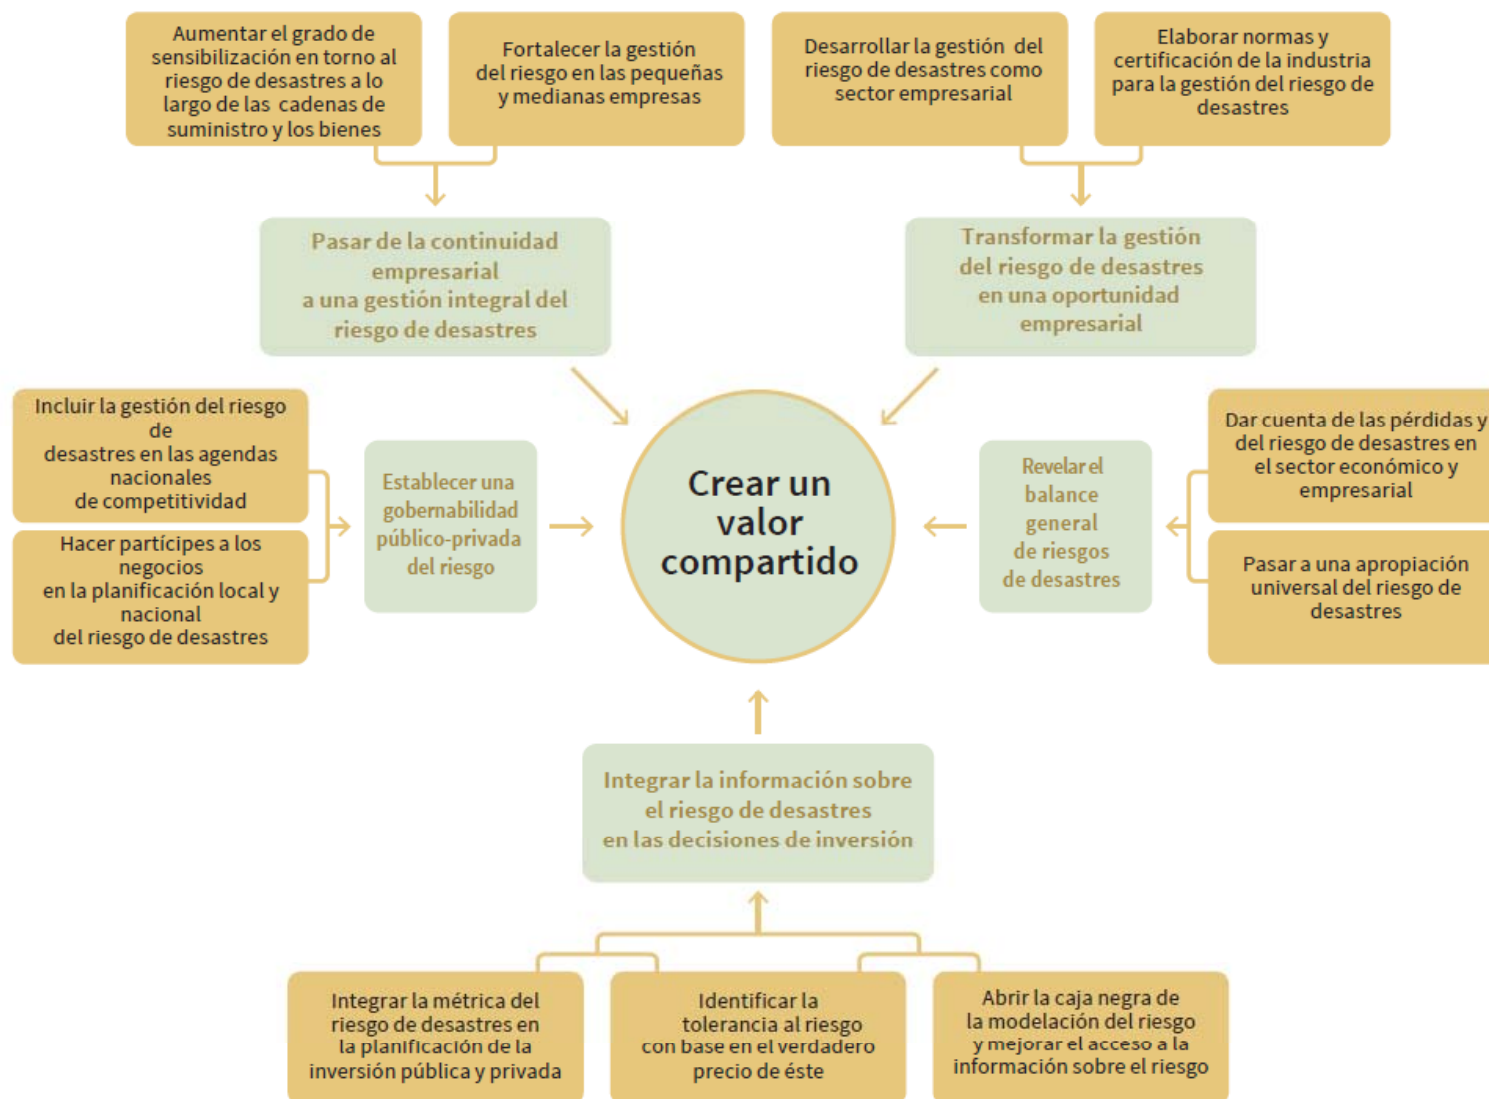 Aumentar el grado de
sensibilización en torno al
riesgo de desastres a lo
largo de las cadenas de
suministro y los bienes
Fortalecer la gestión
del riesgo en las pequeñas
y medianas empresas
Desarrollar la gestión del
riesgo de desastres como
sector empresarial
Elaborar normas y
certificación de la industria
para la gestión del riesgo de
desastres
Pasar de la continuidad
empresarial
a una gestión integral del
riesgo de desastres
Transformar la gestión
del riesgo de desastres
en una oportunidad
empresarial
Incluir la gestión del riesgo
de
desastres en las agendas
nacionales
de competitividad
Hacer partícipes a los
negocios
en la planificación local y
nacional
del riesgo de desastres
Establecer una
gobernabilidad
público-privada
del riesgo
Crear un
valor
compartido
Revelar el
balance
general
de riesgos
de desastres
Dar cuenta de las pérdidas y
del riesgo de desastres en
el sector económico y
empresarial
Pasar a una apropiación
universal del riesgo de
desastres
Integrar la información sobre
el riesgo de desastres
en las decisiones de inversión
Integrar la métrica del
riesgo de desastres en
la planificación de la
inversión pública y privada
Identificar la
tolerancia al riesgo
con base en el verdadero
precio de éste
Abrir la caja negra de
la modelación del riesgo
y mejorar el acceso a la
información sobre el riesgo